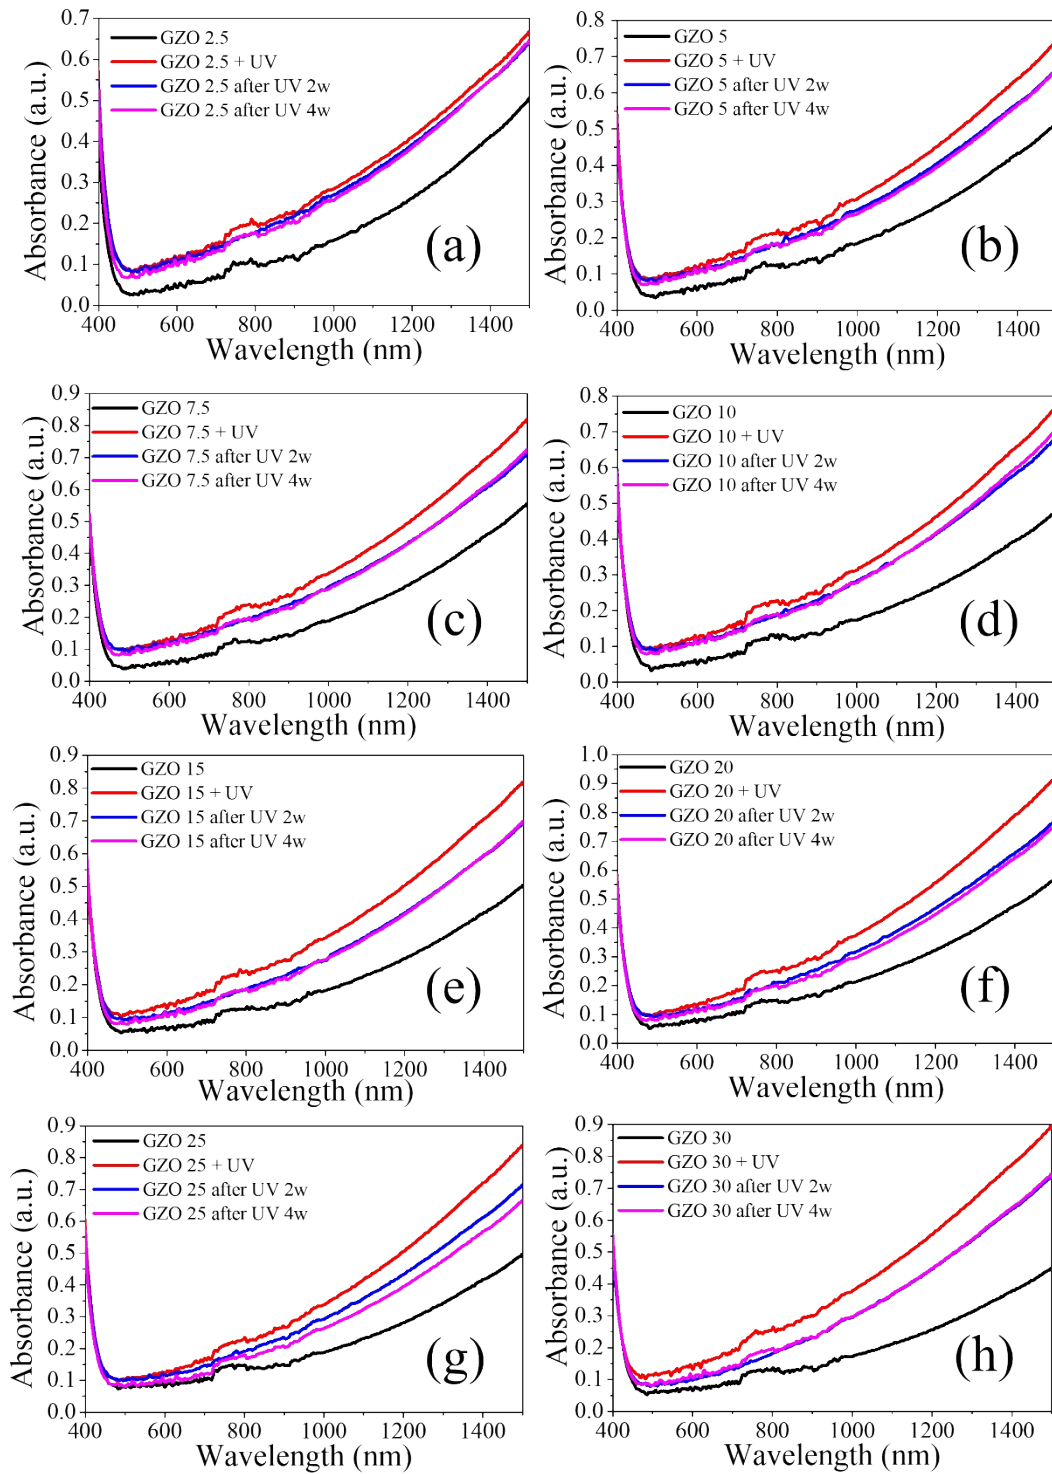 0.7
0.6
0.5
0.4
0.3
0.2
0.1
0.0
Absorbance (a.u.)
GZO 2.5
GZO 2.5 + UV
GZO 2.5 after UV 2w
GZO 2.5 after UV 4w
(a)
400 600 800 1000 1200 1400
Wavelength (nm)
0.8
0.7
0.6
0.5
0.4
0.3
0.2
0.1
0.0
Absorbance (a.u.)
GZO 5
GZO 5 + UV
GZO 5 after UV 2w
GZO 5 after UV 4w
(b)
400 600 800 1000 1200 1400
Wavelength (nm)
0.9
0.8
0.7
0.6
0.5
0.4
0.3
0.2
0.1
0.0
Absorbance (a.u.)
GZO 7.5
GZO 7.5 + UV
GZO 7.5 after UV 2w
GZO 7.5 after UV 4w
(c)
400 600 800 1000 1200 1400
Wavelength (nm)
0.8
0.7
0.6
0.5
0.4
0.3
0.2
0.1
0.0
Absorbance (a.u.)
GZO 10
GZO 10 + UV
GZO 10 after UV 2w
GZO 10 after UV 4w
(d)
400 600 800 1000 1200 1400
Wavelength (nm)
0.9
0.8
0.7
0.6
0.5
0.4
0.3
0.2
0.1
0.0
Absorbance (a.u.)
GZO 15
GZO 15 + UV
GZO 15 after UV 2w
GZO 15 after UV 4w
(e)
400 600 800 1000 1200 1400
Wavelength (nm)
1.0
0.9
0.8
0.7
0.6
0.5
0.4
0.3
0.2
0.1
0.0
Absorbance (a.u.)
GZO 20
GZO 20 + UV
GZO 20 after UV 2w
GZO 20 after UV 4w
(f)
400 600 800 1000 1200 1400
Wavelength (nm)
0.9
0.8
0.7
0.6
0.5
0.4
0.3
0.2
0.1
0.0
Absorbance (a.u.)
GZO 25
GZO 25 + UV
GZO 25 after UV 2w
GZO 25 after UV 4w
(g)
400 600 800 1000 1200 1400
Wavelength (nm)
0.9
0.8
0.7
0.6
0.5
0.4
0.3
0.2
0.1
0.0
Absorbance (a.u.)
GZO 30
GZO 30 + UV
GZO 30 after UV 2w
GZO 30 after UV 4w
(h)
400 600 800 1000 1200 1400
Wavelength (nm)